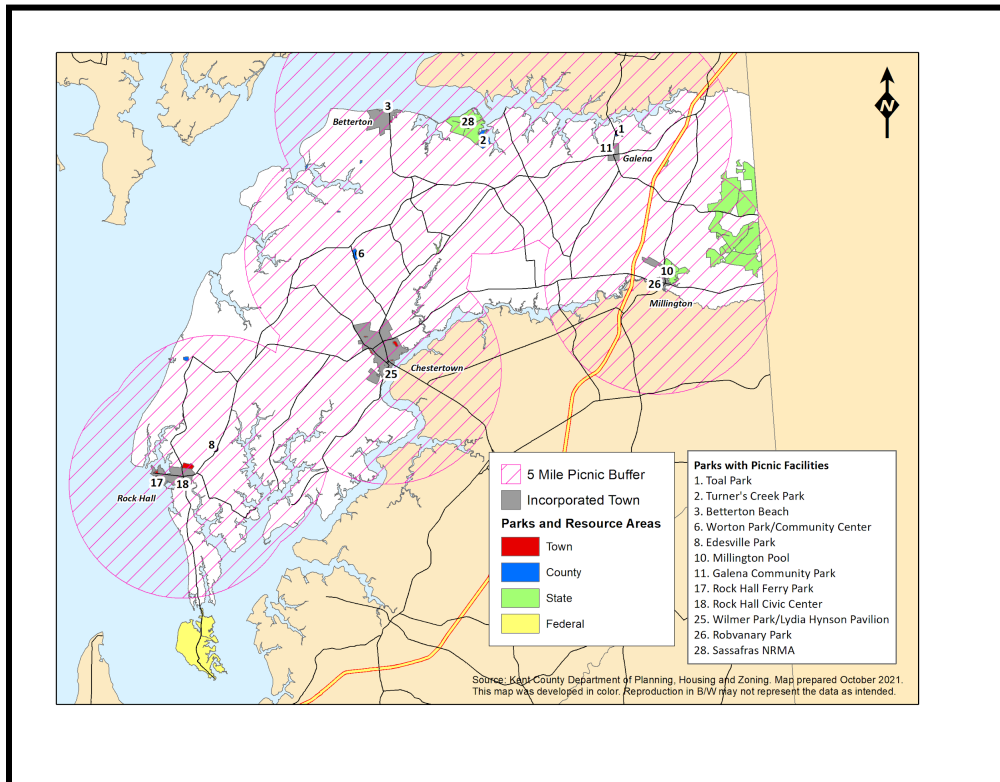 N
3
Betterton
28
2
1
11
Galena
6
10
26
Millington
25
Chestertown
8
17
18
Rock Hall
5 Mile Picnic Buffer
Incorporated Town
Parks and Resource Areas
Town
County
State
Federal
Parks with Picnic Facilities
1. Toal Park
2. Turner's Creek Park
3. Betterton Beach
6. Worton Park/Community Center
8. Edesville Park
10. Millington Pool
11. Galena Community Park
17. Rock Hall Ferry Park
18. Rock Hall Civic Center
25. Wilmer Park/Lydia Hynson Pavilion
26. Robvanary Park
28. Sassafras NRMA
Source: Kent County Department of Planning, Housing and Zoning. Map prepared October 2021.
This map was developed in color. Reproduction in B/W may not represent the data as intended.